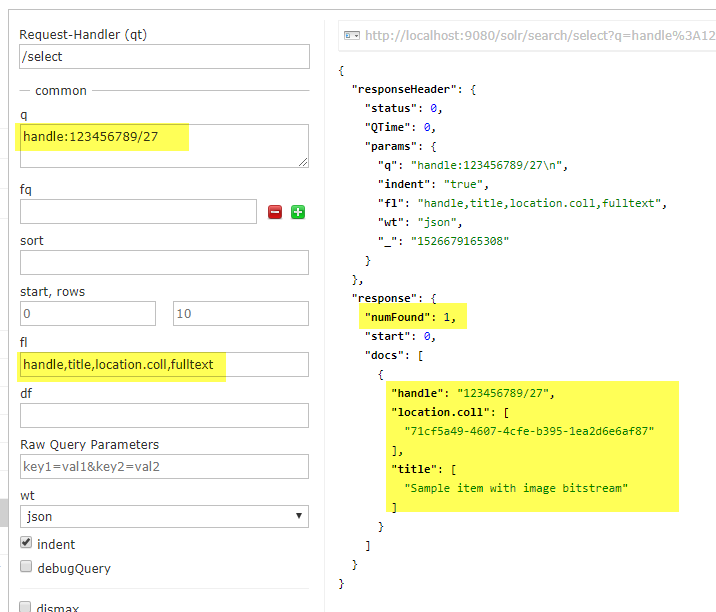 Request-Handler (qt)
/select
common
q
handle:123456789/27
fq
sort
start, rows
0
10
fl
handle,title,location.coll,fulltext
df
Raw Query Parameters
key1=val1&key2=val2
wt
json
indent
debugQuery
dismax
http://localhost:9080/solr/search/select?q=handle%3A12
{
"responseHeader": {
"status": 0,
"QTime": 0,
"params": {
"q": "handle:123456789/27\n",
"indent": "true",
"fl": "handle,title,location.coll,fulltext",
"wt": "json",
"_": "1526679165308"
}
},
"response": {
"numFound": 1,
"start": 0,
"docs": [
{
"handle": "123456789/27",
"location.coll": [
"71cf5a49-4607-4cfe-b395-1ea2d6e6af87"
],
"title": [
"Sample item with image bitstream"
]
}
]
}
}